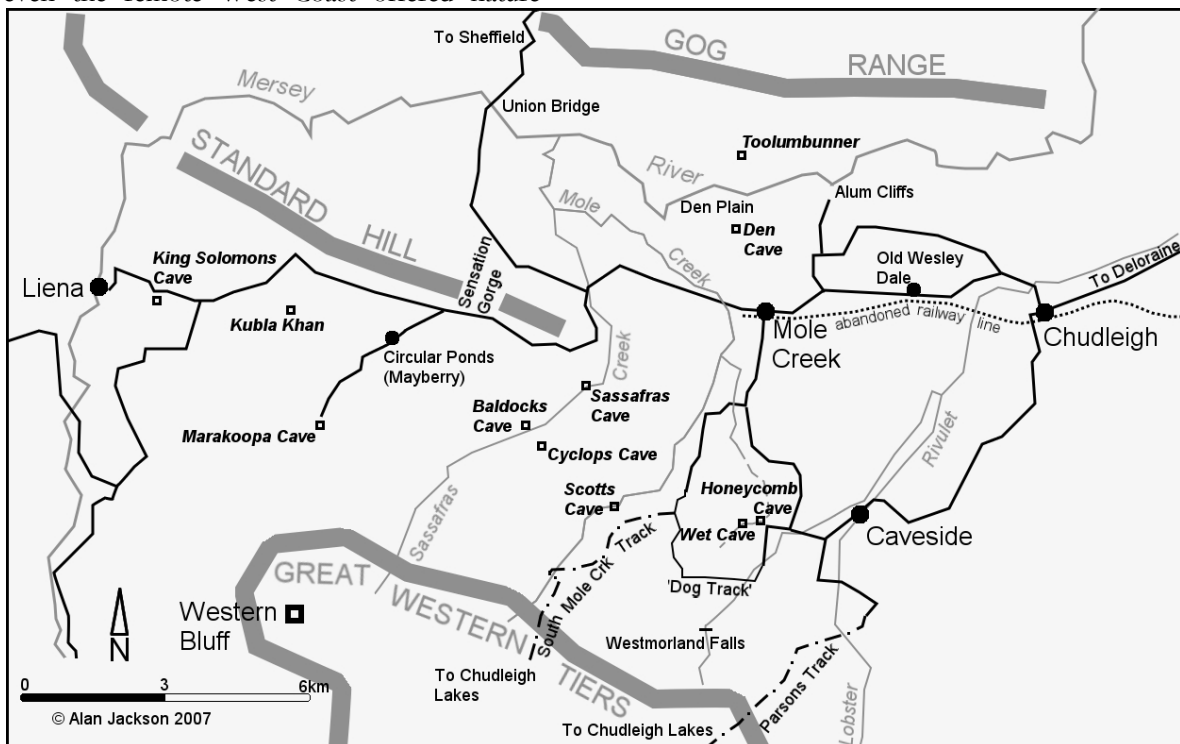 even the remote West Coast offered nature
To Sheffield
GOG
RANGE
Mersey
Union Bridge
Toolumbunner
STANDARD
HILL
River
Alum Cliffs
Mole
Den Plain
Den
Cave
Creek
Sensation
Gorge
King Solomons
Cave
Old Wesley
Dale
To Deloraine
Liena
Kubla Khan
Mole
Creek
abandoned railway line
Chudleigh
Circular Ponds
(Mayberry)
Creek
Sassafras
Cave
Baldocks
Cave
Marakoopa Cave
Cyclops Cave
Rivulet
Scotts
Cave
Honeycomb
Cave
Wet Cave
Caveside
Sassafras
South Mole Crk Track
'Dog Track'
GREAT
WESTERN
TIERS
Western
Bluff
N
Westmorland Falls
To Chudleigh
Lakes
Parsons Track
To Chudleigh Lakes
Lobster
0 3 6km
© Alan Jackson 2007